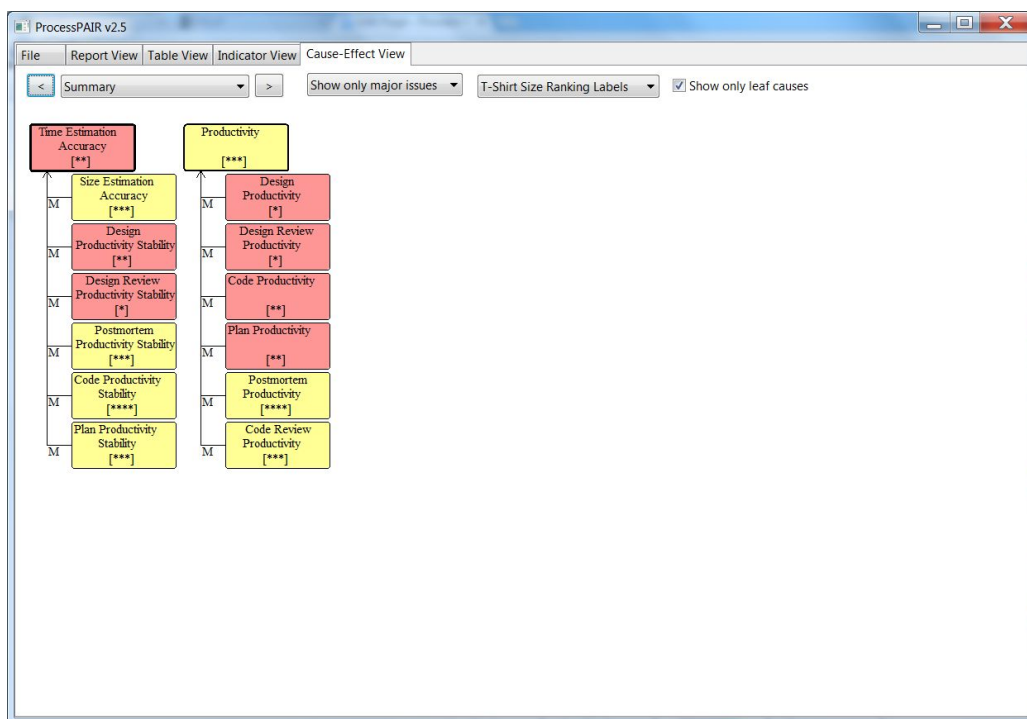 ProcessPAIR v2.5
File Report View Table View Indicator View Cause-Effect View
< Summary > Show only major issues T-Shirt Size Ranking Labels Show only leaf causes
Time Estimation
Accuracy
[**]
M
Size Estimation
Accuracy
[***]
M
Design
Productivity Stability
[**]
M
Design Review
Productivity Stability
[*]
M
Postmortem
Productivity Stability
[***]
M
Code Productivity
Stability
[****]
M
Plan Productivity
Stability
[***]
Productivity
[***]
M
Design
Productivity
[*]
M
Design Review
Productivity
[*]
M
Code Productivity
[**]
M
Plan Productivity
[**]
M
Postmortem
Productivity
[****]
M
Code Review
Productivity
[***]